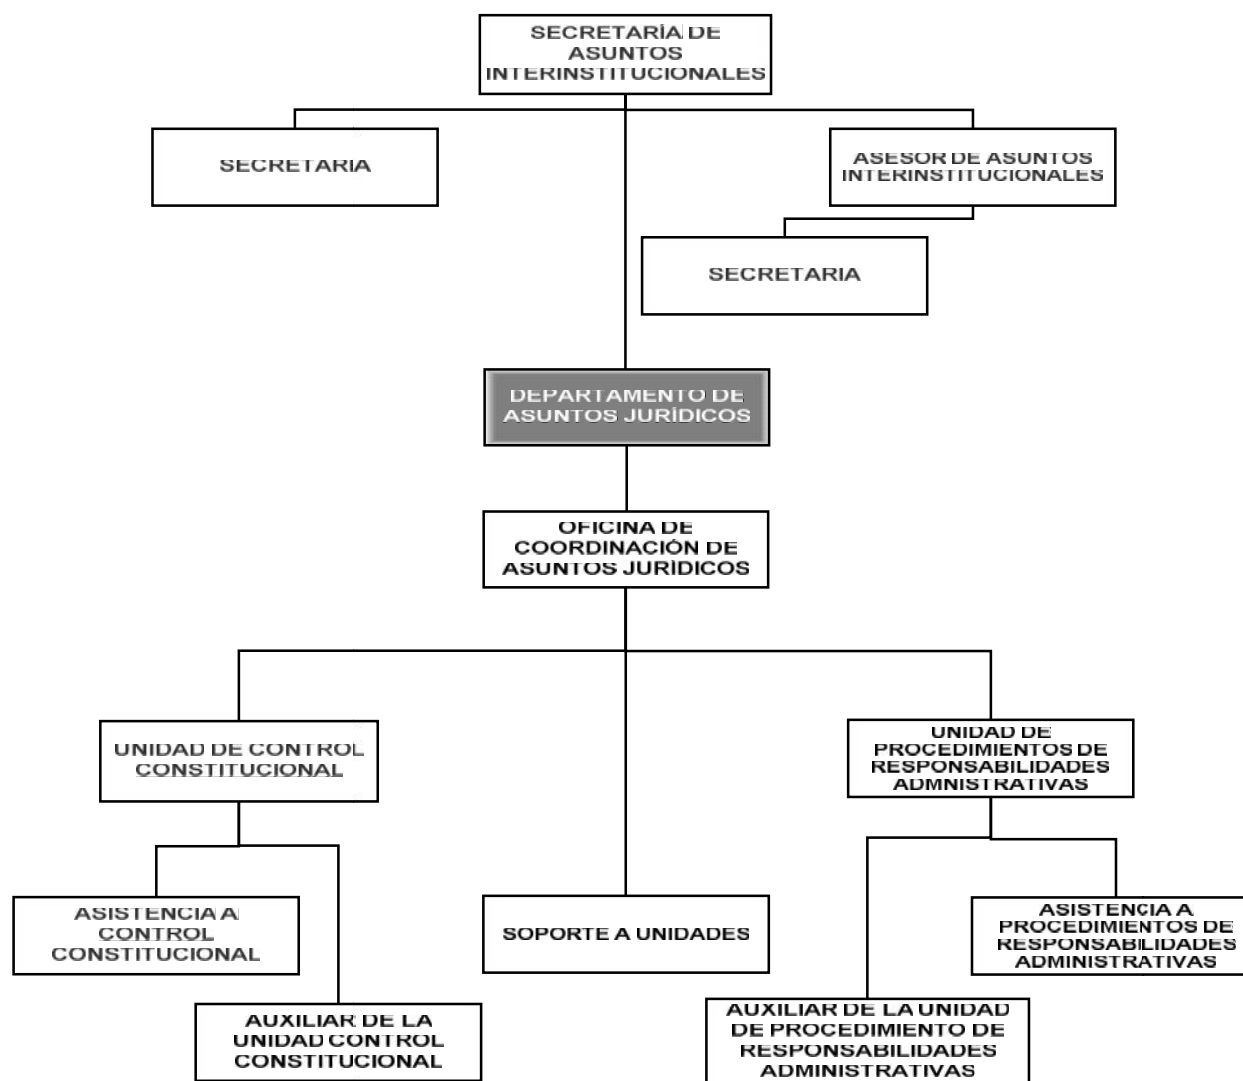 SECRETARÍA DE
ASUNTOS
INTERINSTITUCIONALES
SECRETARIA
ASESOR DE ASUNTOS
INTERINSTITUCIONALES
SECRETARIA
DEPARTAMENTO DE
ASUNTOS JURÍDICOS
OFICINA DE
COORDINACIÓN DE
ASUNTOS JURÍDICOS
UNIDAD DE CONTROL
CONSTITUCIONAL
UNIDAD DE
PROCEDIMIENTOS DE
RESPONSABILIDADES
ADMNISTRATIVAS
ASISTENCIA A
CONTROL
CONSTITUCIONAL
SOPORTE A UNIDADES
ASISTENCIA A
PROCEDIMIENTOS DE
RESPONSABILIDADES
ADMINISTRATIVAS
AUXILIAR DE LA
UNIDAD CONTROL
CONSTITUCIONAL
AUXILIAR DE LA UNIDAD
DE PROCEDIMIENTO DE
RESPONSABILIDADES
ADMINISTRATIVAS